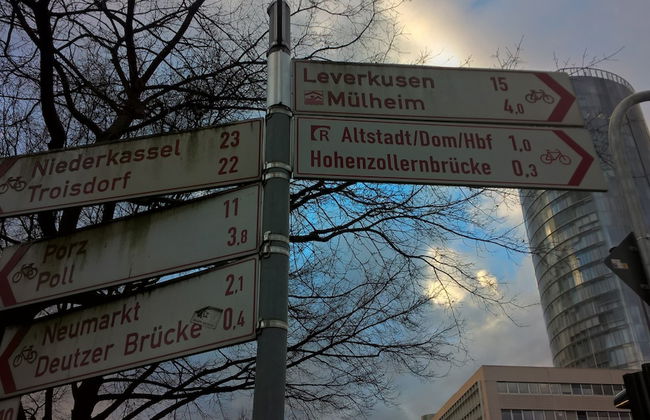 Leverkusen 15
Mülheim 4,0
R Altstadt/Dom/Hbf 1,0
Hohenzollernbrücke 0,3
Niederkassel 23
Troisdorf 22
Porz 11
Poll 3,8
Neumarkt 2,1
Deutzer Brücke 0,4